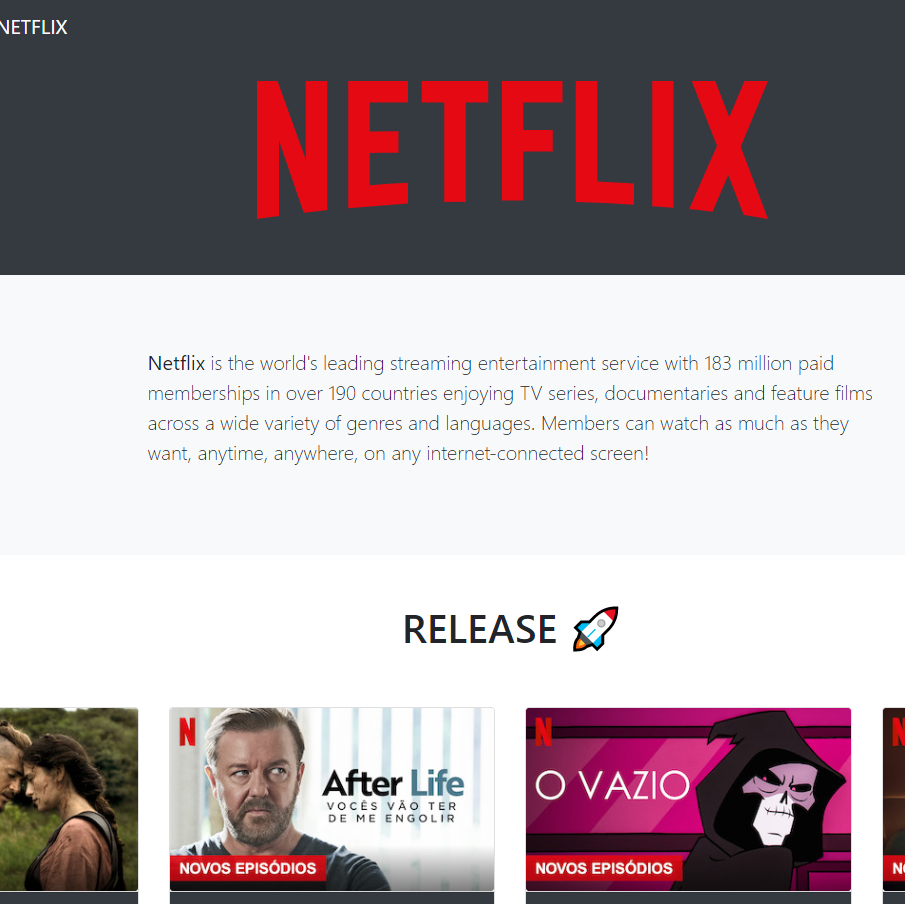 NETFLIX
NETFLIX
Netflix is the world's leading streaming entertainment service with 183 million paid
memberships in over 190 countries enjoying TV series, documentaries and feature films
across a wide variety of genres and languages. Members can watch as much as they
want, anytime, anywhere, on any internet-connected screen!
RELEASE 🚀
N
After Life
VOCÊS VÃO TER
DE ME ENGOLIR
NOVOS EPISÓDIOS
N
O VAZIO
NOVOS EPISÓDIOS
N
N